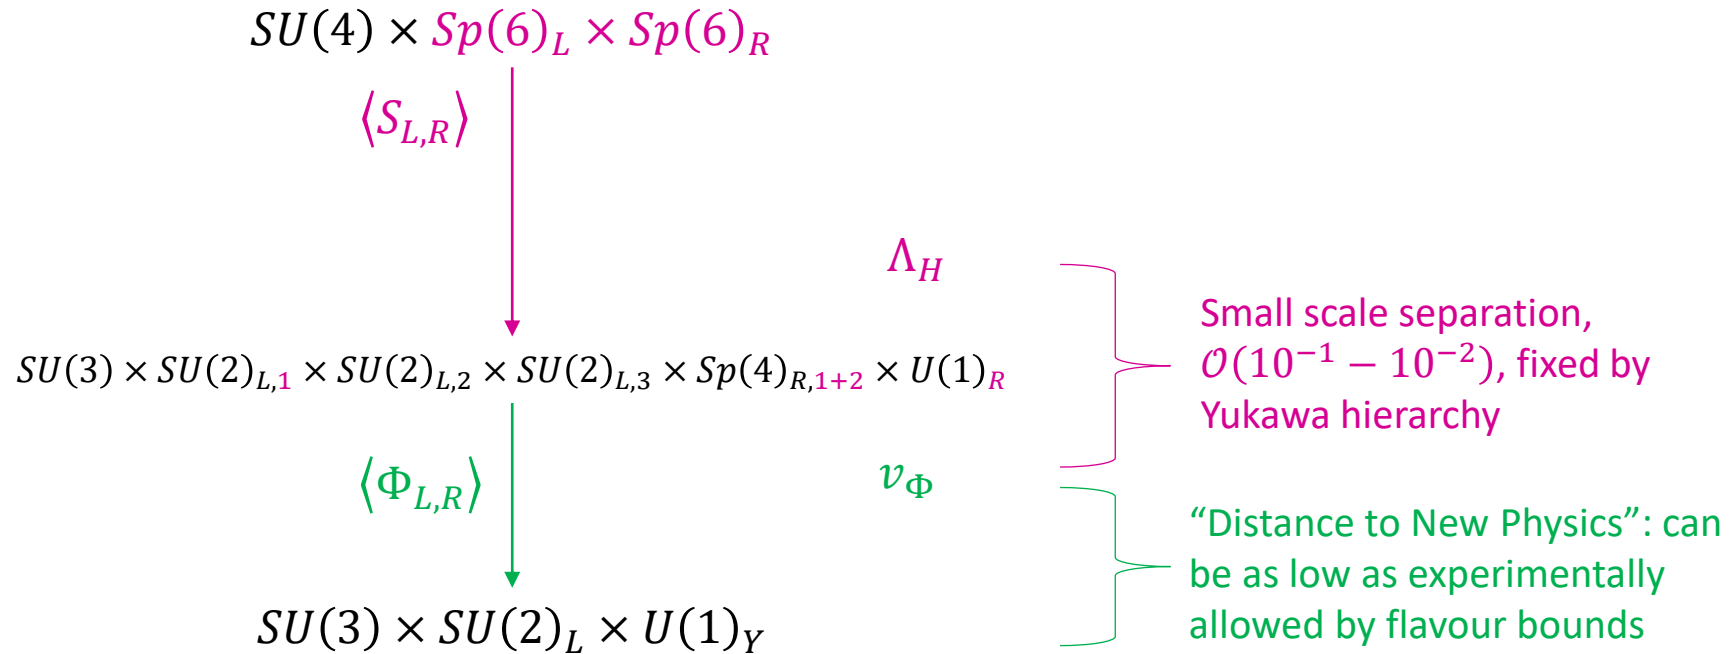 SU(4) × Sp(6)_L × Sp(6)_R
⟨S_{L,R}⟩
Λ_H
SU(3) × SU(2)_{L,1} × SU(2)_{L,2} × SU(2)_{L,3} × Sp(4)_{R,1+2} × U(1)_R
Small scale separation,
𝒪(10^{−1} − 10^{−2}), fixed by
Yukawa hierarchy
⟨Φ_{L,R}⟩
v_Φ
“Distance to New Physics”: can
be as low as experimentally
allowed by flavour bounds
SU(3) × SU(2)_L × U(1)_Y